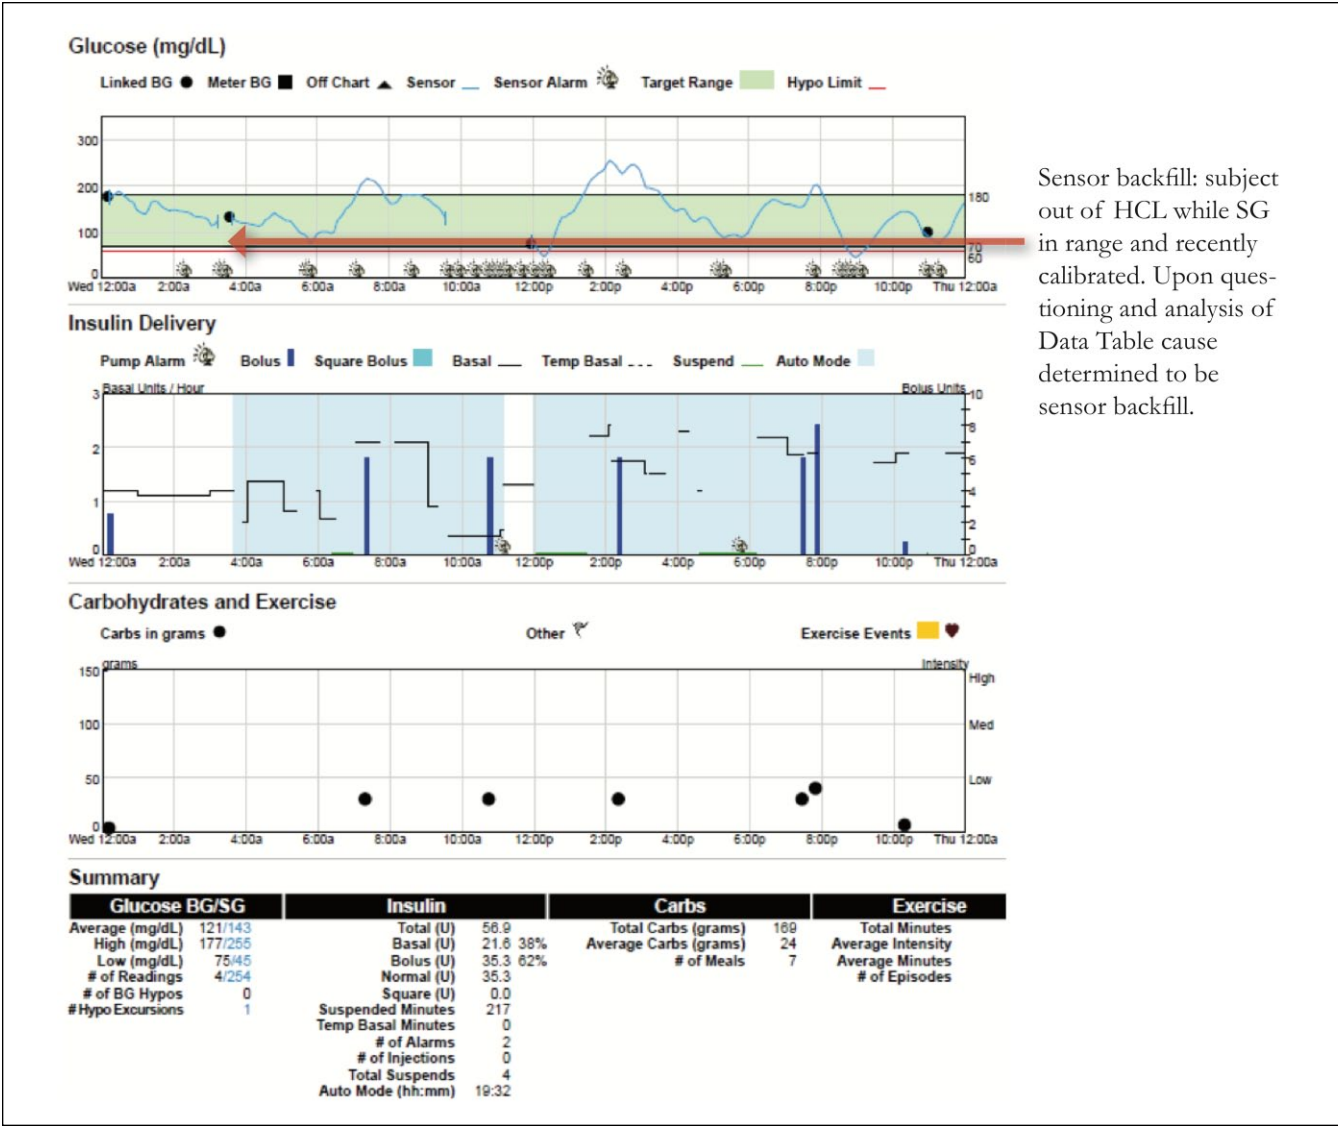 Glucose (mg/dL)
Linked BG Meter BG Off Chart Sensor Sensor Alarm Target Range Hypo Limit
300
200
180
100
70
60
0
Wed 12:00a 2:00a 4:00a 6:00a 8:00a 10:00a 12:00p 2:00p 4:00p 6:00p 8:00p 10:00p Thu 12:00a
Sensor backfill: subject
out of HCL while SG
in range and recently
calibrated. Upon ques-
tioning and analysis of
Data Table cause
determined to be
sensor backfill.
Insulin Delivery
Pump Alarm Bolus Square Bolus Basal Temp Basal Suspend Auto Mode
Basal Units / Hour Bolus Units
3 10
8
2
6
4
1
2
0 0
Wed 12:00a 2:00a 4:00a 6:00a 8:00a 10:00a 12:00p 2:00p 4:00p 6:00p 8:00p 10:00p Thu 12:00a
Carbohydrates and Exercise
Carbs in grams Other Exercise Events
grams Intensity
150 High
100 Med
50 Low
0
Wed 12:00a 2:00a 4:00a 6:00a 8:00a 10:00a 12:00p 2:00p 4:00p 6:00p 8:00p 10:00p Thu 12:00a
Summary
Glucose BG/SG Insulin Carbs Exercise
Average (mg/dL) 121/143 Total (U) 56.9 Total Carbs (grams) 169 Total Minutes
High (mg/dL) 177/255 Basal (U) 21.6 38% Average Carbs (grams) 24 Average Intensity
Low (mg/dL) 75/45 Bolus (U) 35.3 62% # of Meals 7 Average Minutes
# of Readings 4/254 Normal (U) 35.3 # of Episodes
# of BG Hypos 0 Square (U) 0.0
# Hypo Excursions 1 Suspended Minutes 217
Temp Basal Minutes 0
# of Alarms 2
# of Injections 0
Total Suspends 4
Auto Mode (hh:mm) 19:32